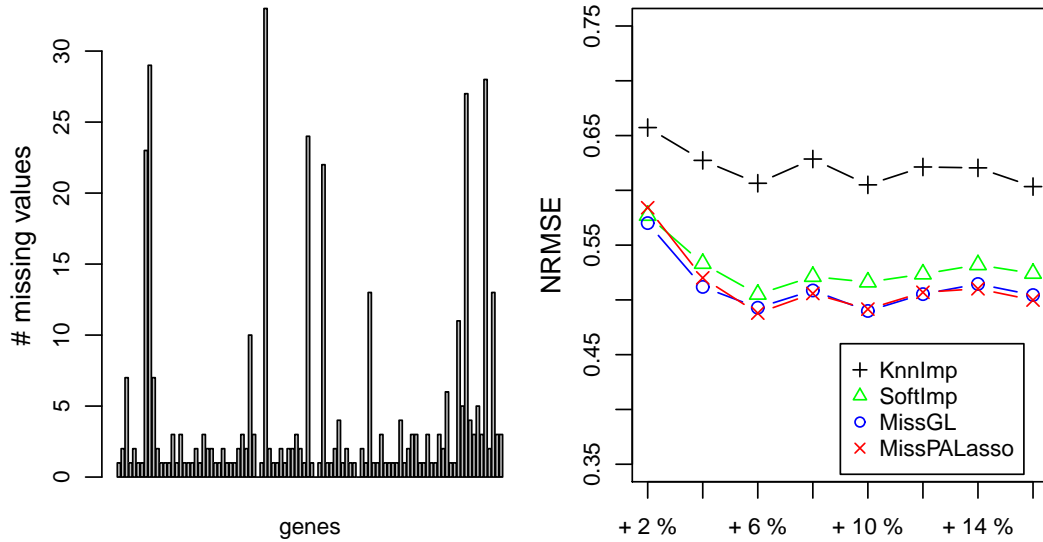 # missing values
0
5
10
15
20
25
30
genes
NRMSE
0.35
0.45
0.55
0.65
0.75
+ 2 %
+ 6 %
+ 10 %
+ 14 %
KnnImp
SoftImp
MissGL
MissPALasso